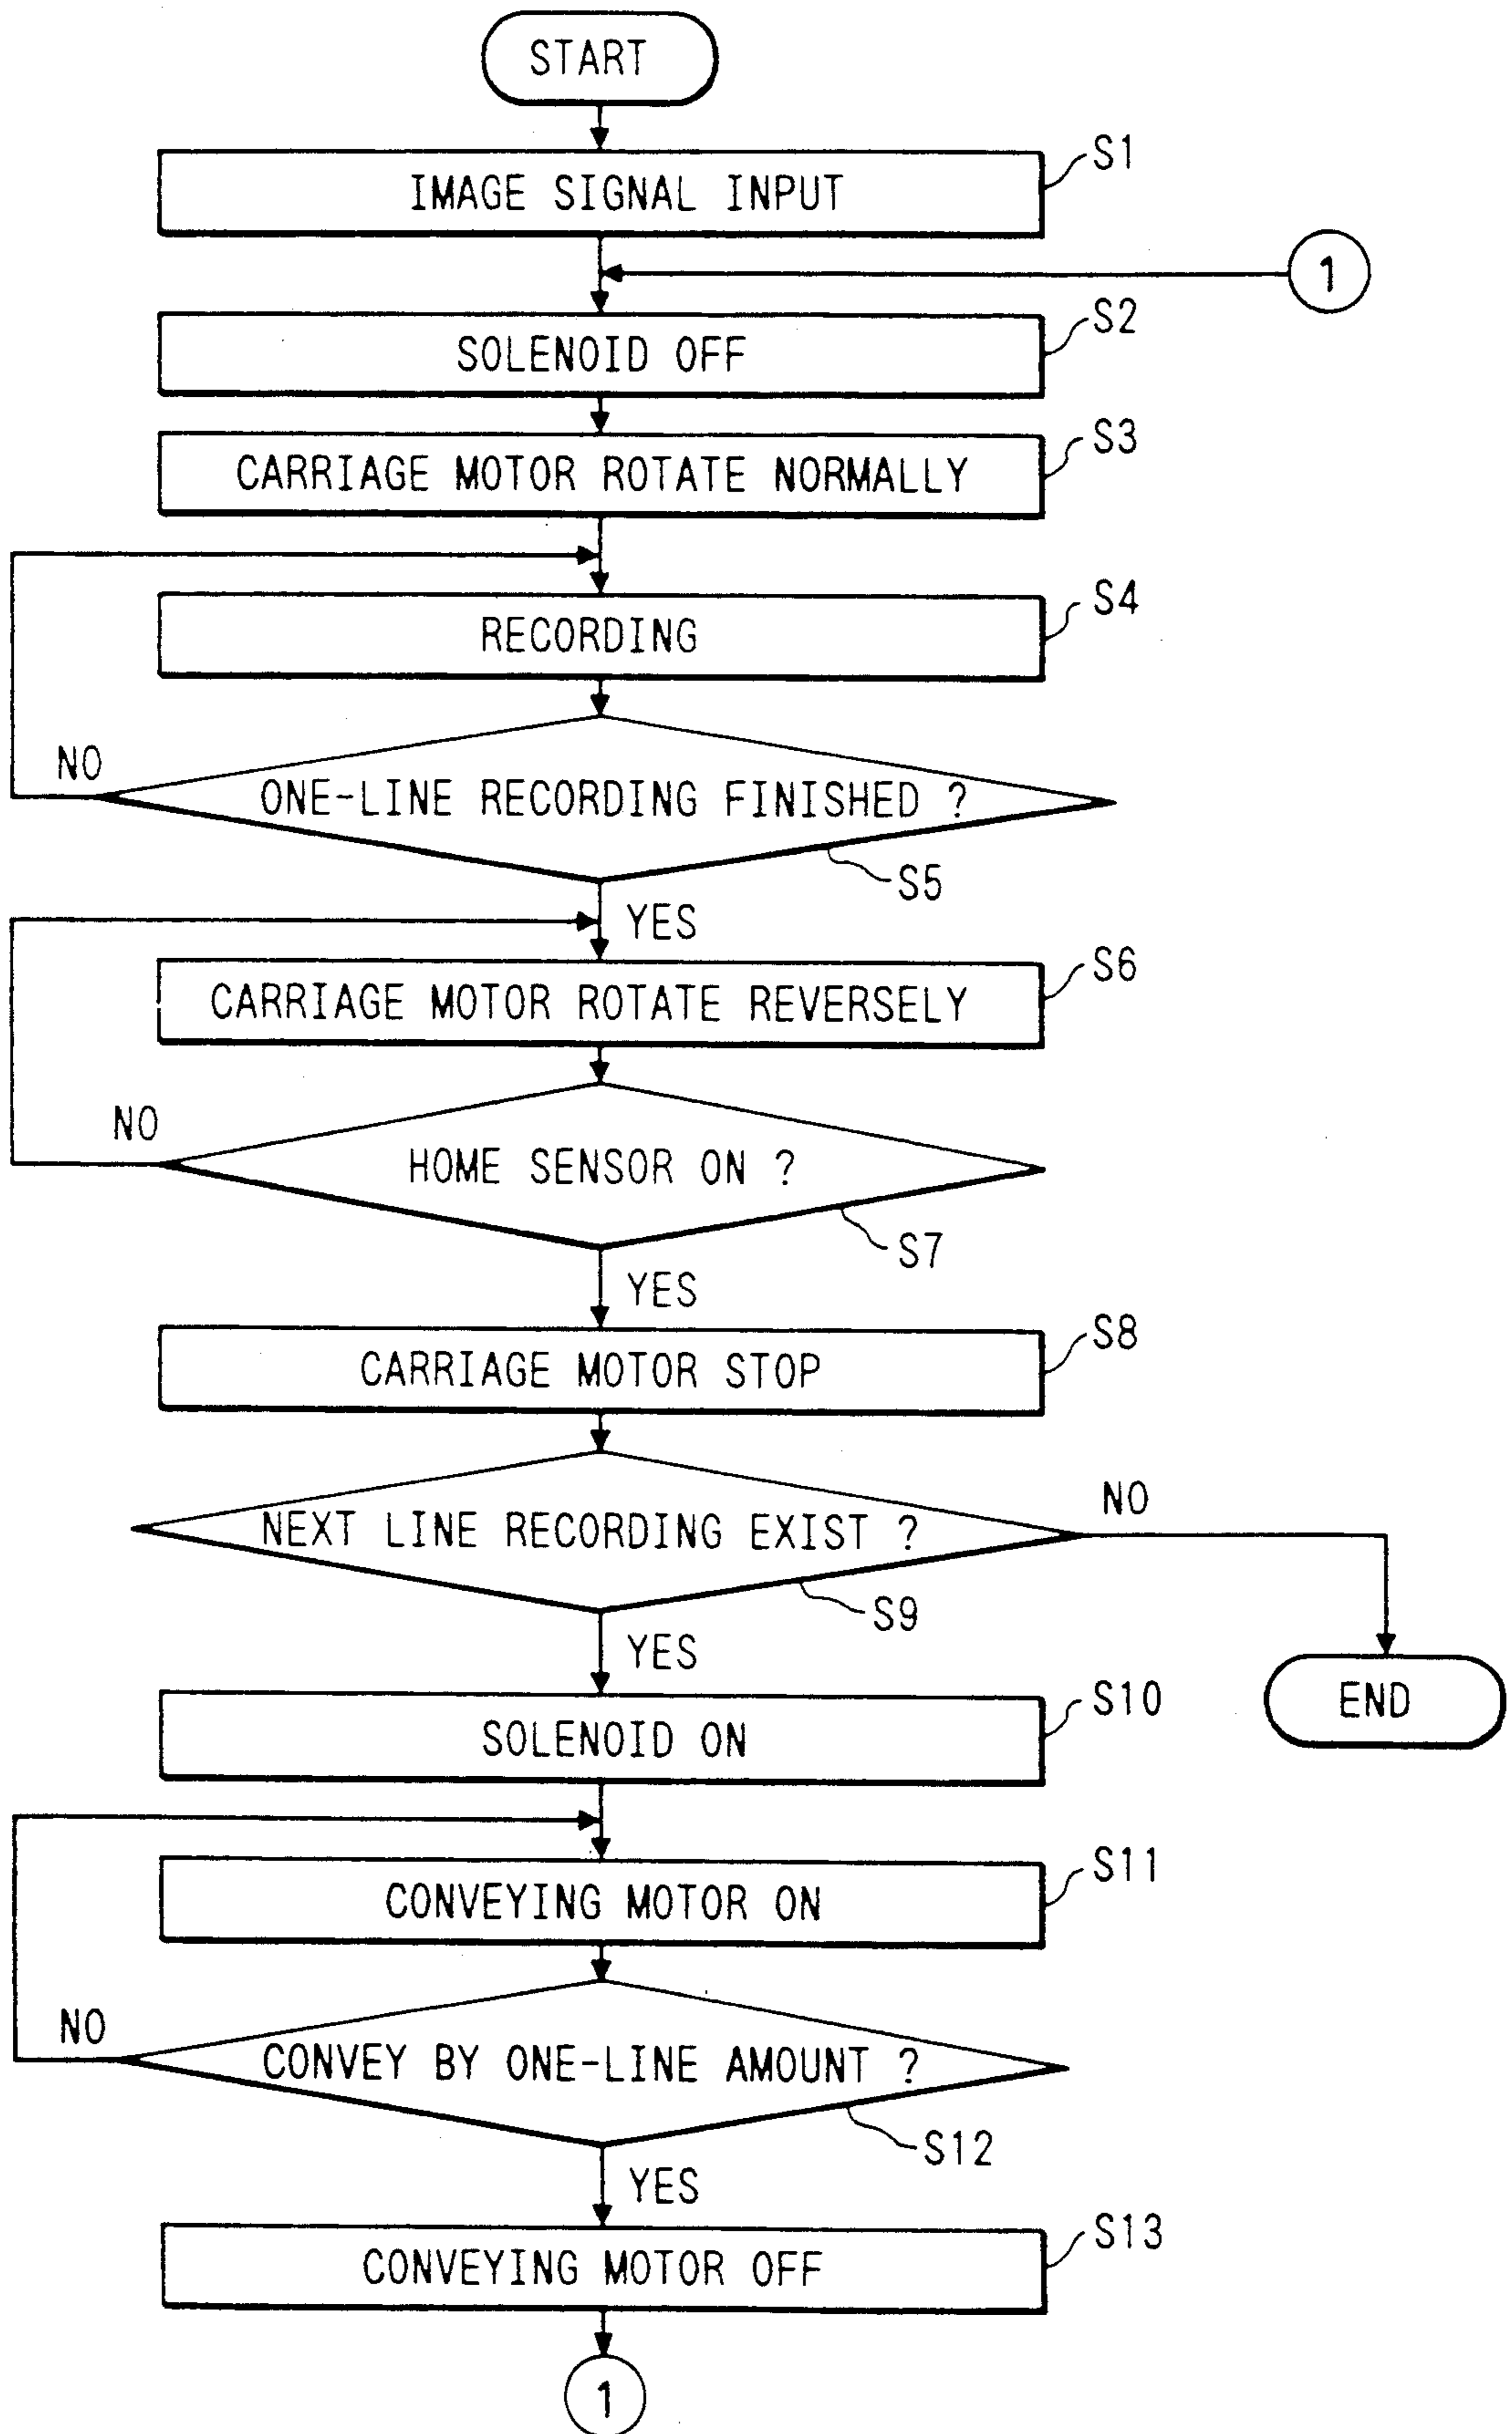 START
IMAGE SIGNAL INPUT
S1
1
SOLENOID OFF
S2
CARRIAGE MOTOR ROTATE NORMALLY
S3
RECORDING
S4
NO
ONE-LINE RECORDING FINISHED ?
S5
YES
CARRIAGE MOTOR ROTATE REVERSELY
S6
NO
HOME SENSOR ON ?
S7
YES
CARRIAGE MOTOR STOP
S8
NEXT LINE RECORDING EXIST ?
NO
S9
YES
SOLENOID ON
S10
END
CONVEYING MOTOR ON
S11
NO
CONVEY BY ONE-LINE AMOUNT ?
S12
YES
CONVEYING MOTOR OFF
S13
1